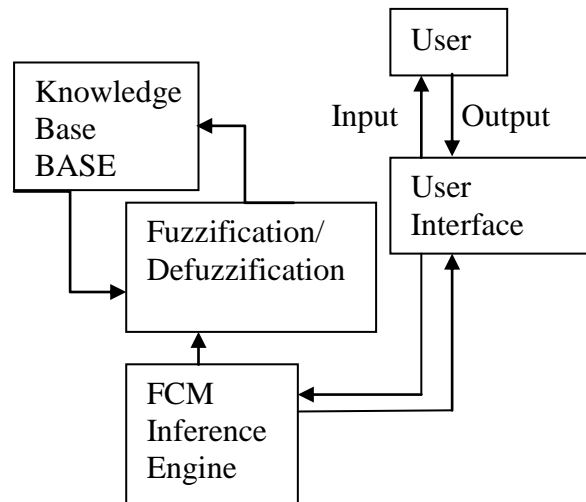 User
Knowledge
Base
BASE
Input
Output
User
Interface
Fuzzification/
Defuzzification
FCM
Inference
Engine